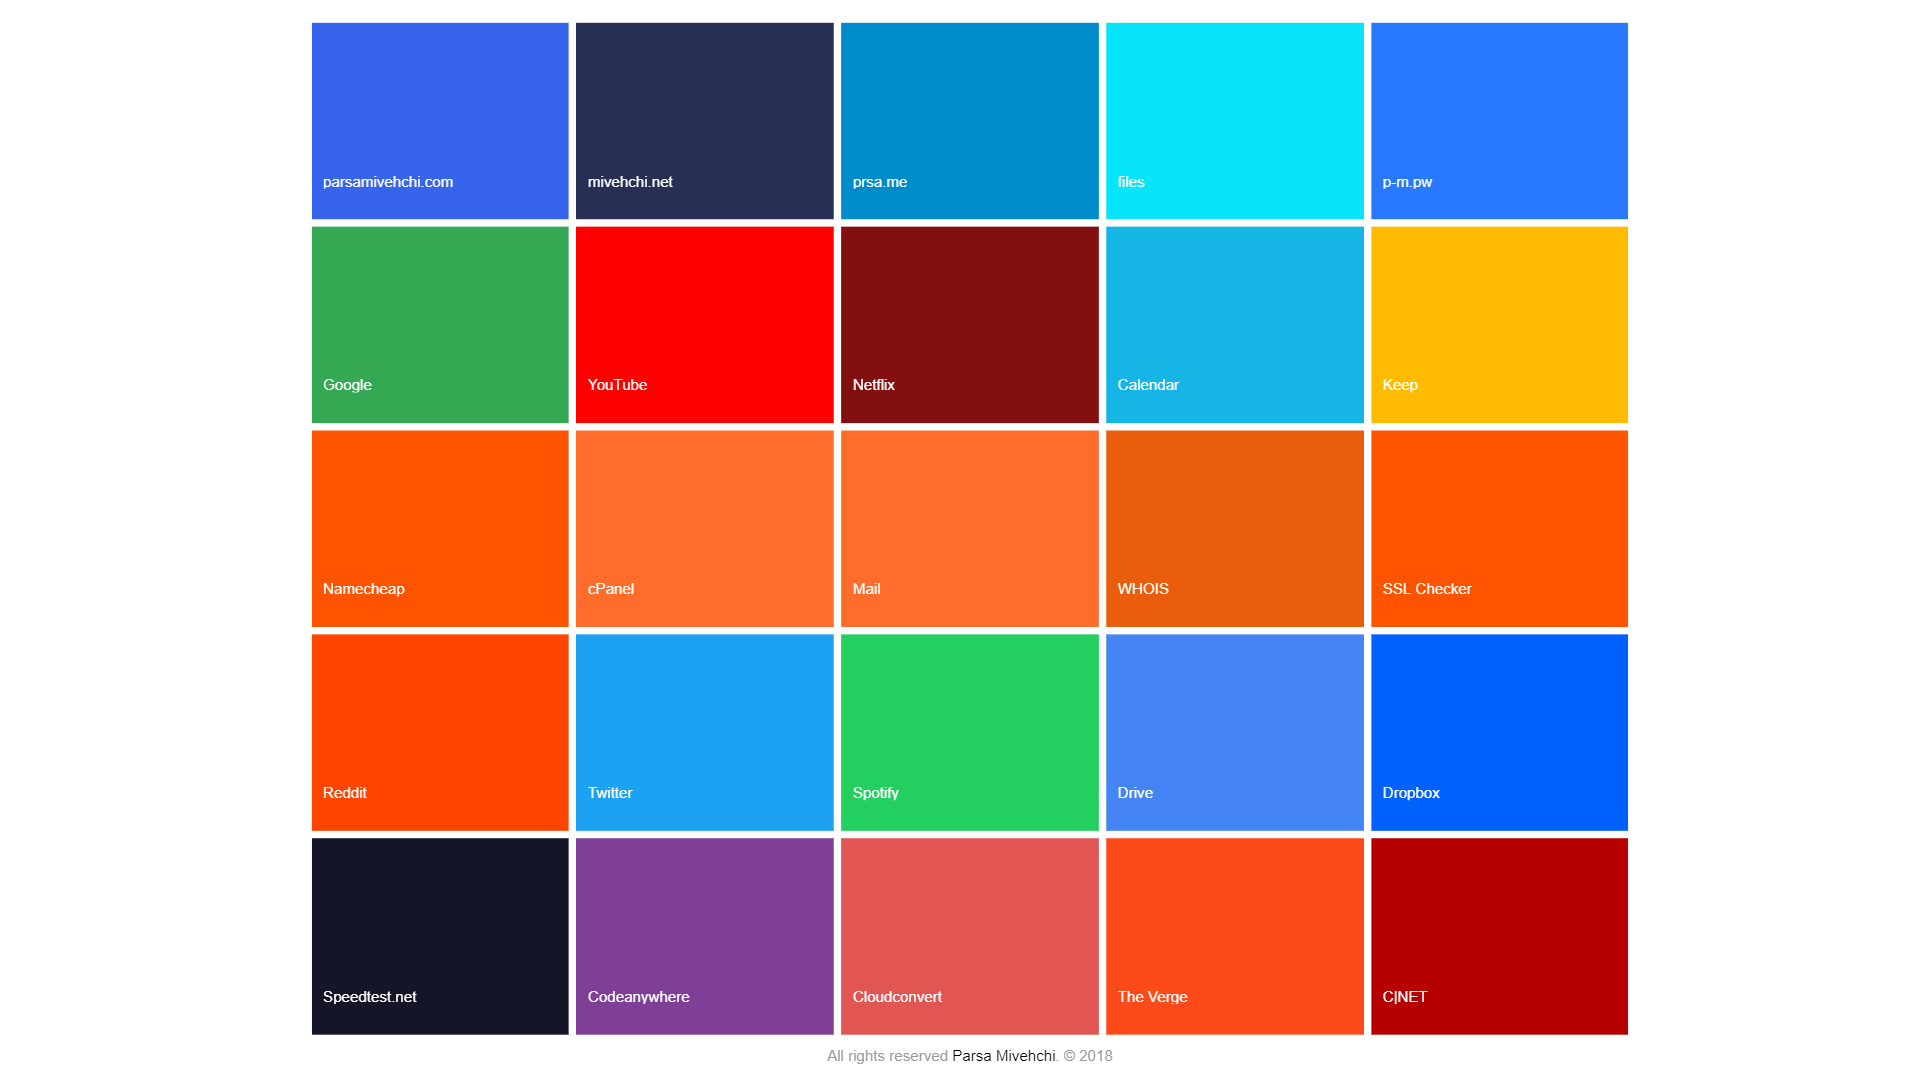 parsamivehchi.com
mivehchi.net
prsa.me
files
p-m.pw
Google
YouTube
Netflix
Calendar
Keep
Namecheap
cPanel
Mail
WHOIS
SSL Checker
Reddit
Twitter
Spotify
Drive
Dropbox
Speedtest.net
Codeanywhere
Cloudconvert
The Verge
C|NET
All rights reserved Parsa Mivehchi. © 2018